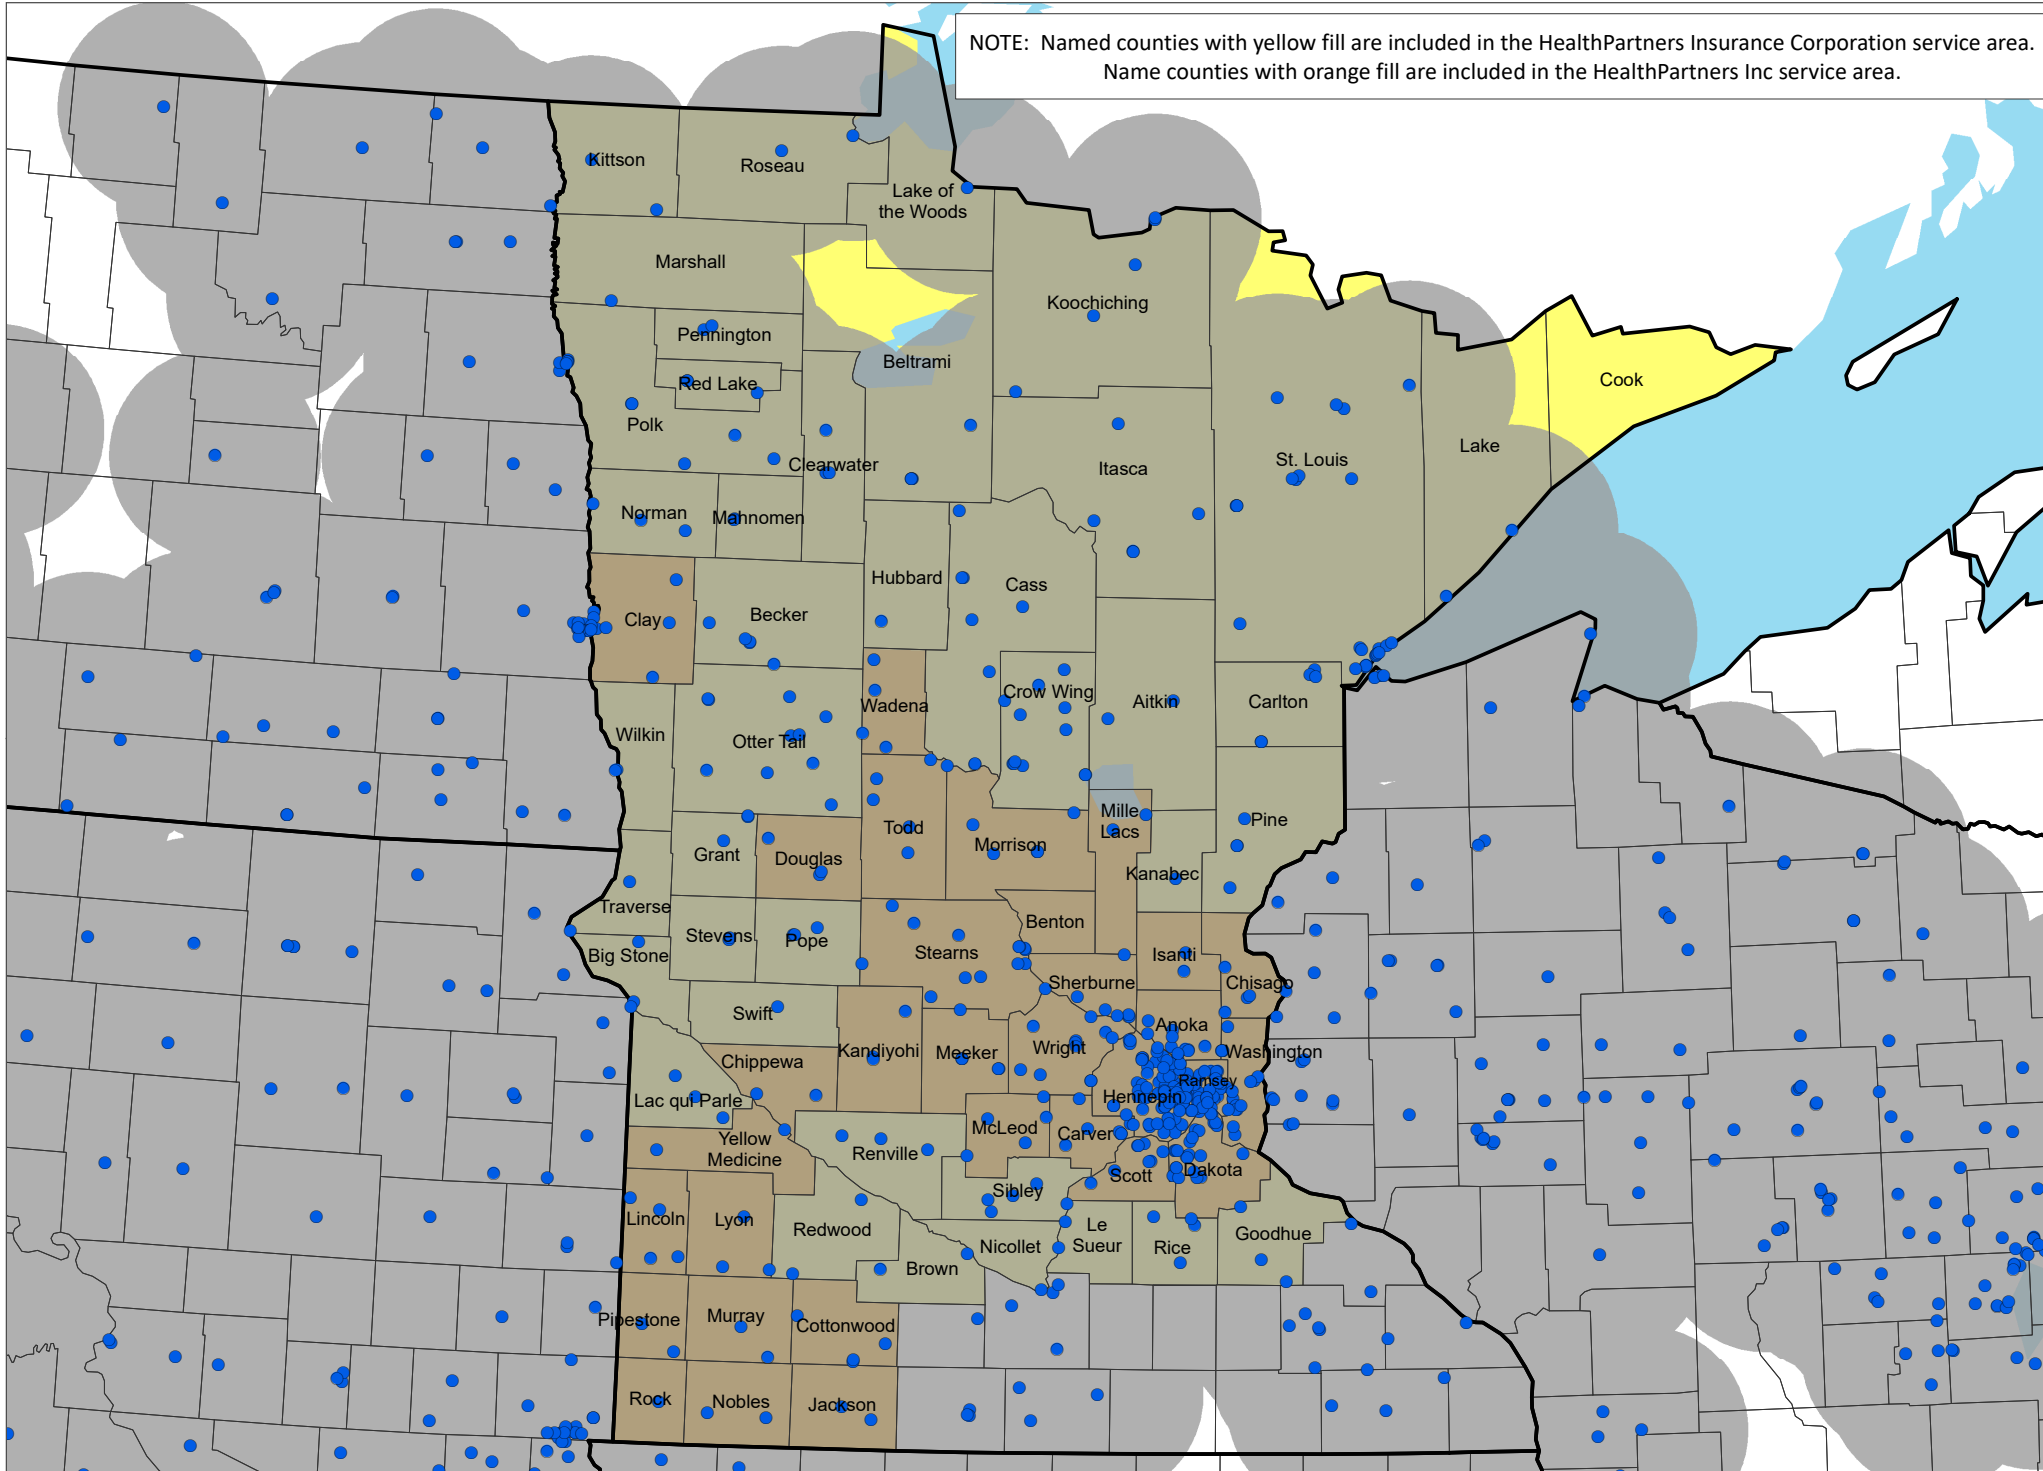 NOTE:  Named counties with yellow fill are included in the HealthPartners Insurance Corporation service area.
Name counties with orange fill are included in the HealthPartners Inc service area.
Kittson
Roseau
Lake of
the Woods
Marshall
Koochiching
Pennington
Beltrami
Red Lake
Cook
Polk
Lake
Clearwater
Itasca
St. Louis
Norman
Mahnomen
Hubbard
Cass
Clay
Becker
Crow Wing
Wadena
Aitkin
Carlton
Wilkin
Otter Tail
Mille
Lacs
Pine
Todd
Morrison
Grant
Douglas
Kanabec
Traverse
Benton
Stevens
Pope
Stearns
Isanti
Big Stone
Sherburne
Chisago
Swift
Anoka
Kandiyohi
Meeker
Wright
Washington
Chippewa
Ramsey
Lac qui Parle
Hennepin
McLeod
Carver
Yellow
Medicine
Renville
Scott
Dakota
Sibley
Lincoln
Lyon
Redwood
Le
Sueur
Nicollet
Rice
Goodhue
Brown
Pipestone
Murray
Cottonwood
Rock
Nobles
Jackson